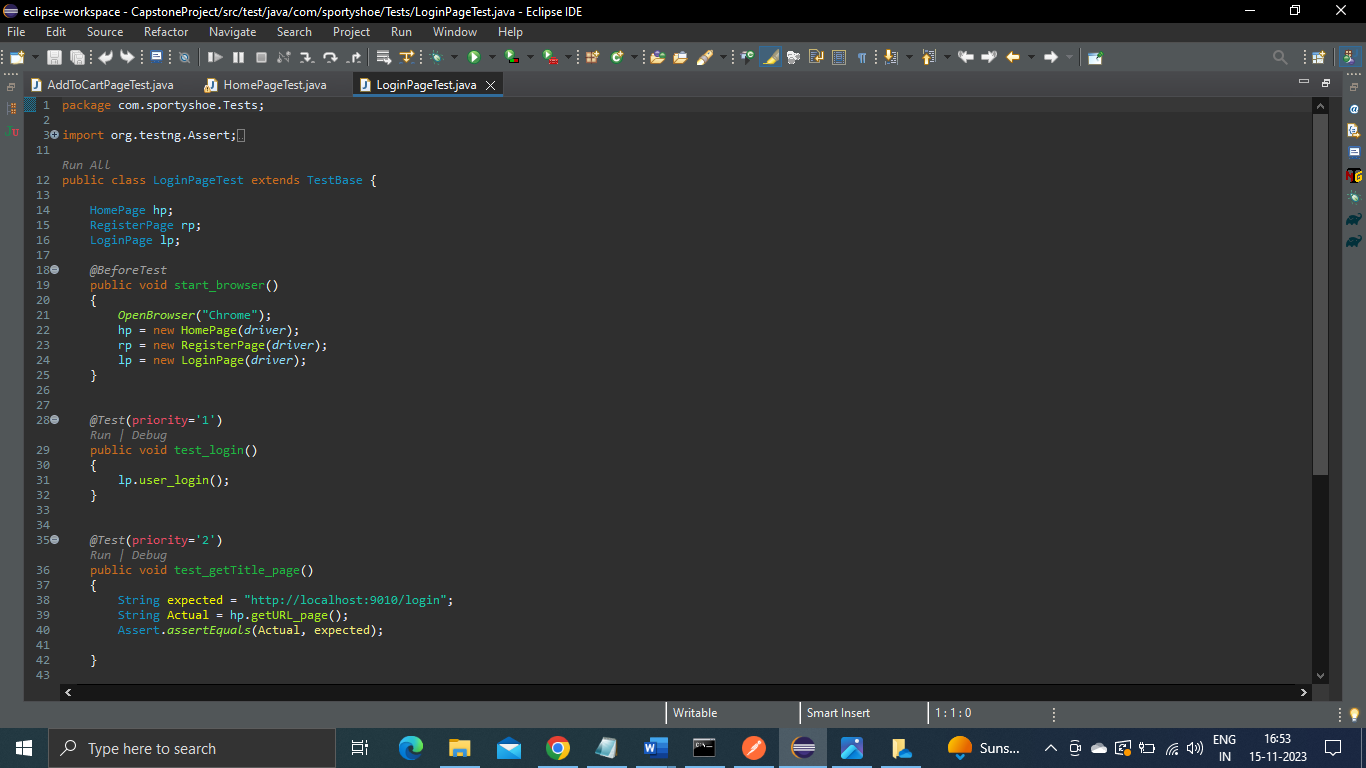 eclipse-workspace - CapstoneProject/src/test/java/com/sportyshoe/Tests/LoginPageTest.java - Eclipse IDE
File Edit Source Refactor Navigate Search Project Run Window Help
AddToCartPageTest.java HomePageTest.java LoginPageTest.java
1 package com.sportyshoe.Tests;
2
3 import org.testng.Assert;
11
Run All
12 public class LoginPageTest extends TestBase {
13
14 HomePage hp;
15 RegisterPage rp;
16 LoginPage lp;
17
18 @BeforeTest
19 public void start_browser()
20 {
21 OpenBrowser("Chrome");
22 hp = new HomePage(driver);
23 rp = new RegisterPage(driver);
24 lp = new LoginPage(driver);
25 }
26
27
28 @Test(priority='1')
Run | Debug
29 public void test_login()
30 {
31 lp.user_login();
32 }
33
34
35 @Test(priority='2')
Run | Debug
36 public void test_getTitle_page()
37 {
38 String expected = "http://localhost:9010/login";
39 String Actual = hp.getURL_page();
40 Assert.assertEquals(Actual, expected);
41
42 }
43
Writable Smart Insert 1 : 1 : 0
Type here to search Suns... ENG IN 16:53 15-11-2023